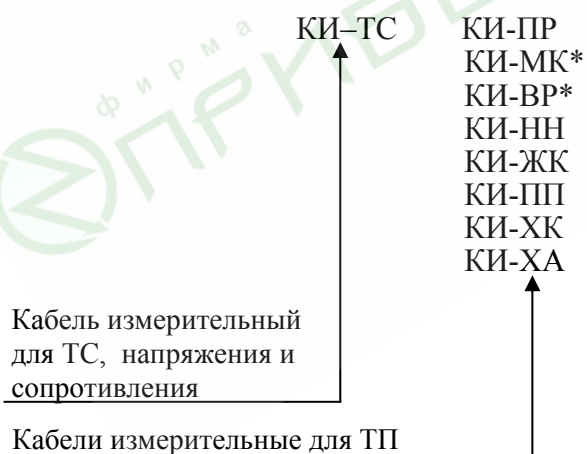 КИ–ТС КИ-ПР
КИ-МК*
КИ-ВР*
КИ-НН
КИ-ЖК
КИ-ПП
КИ-ХК
КИ-ХА
Кабель измерительный
для ТС, напряжения и
сопротивления
Кабели измерительные для ТП
фирма